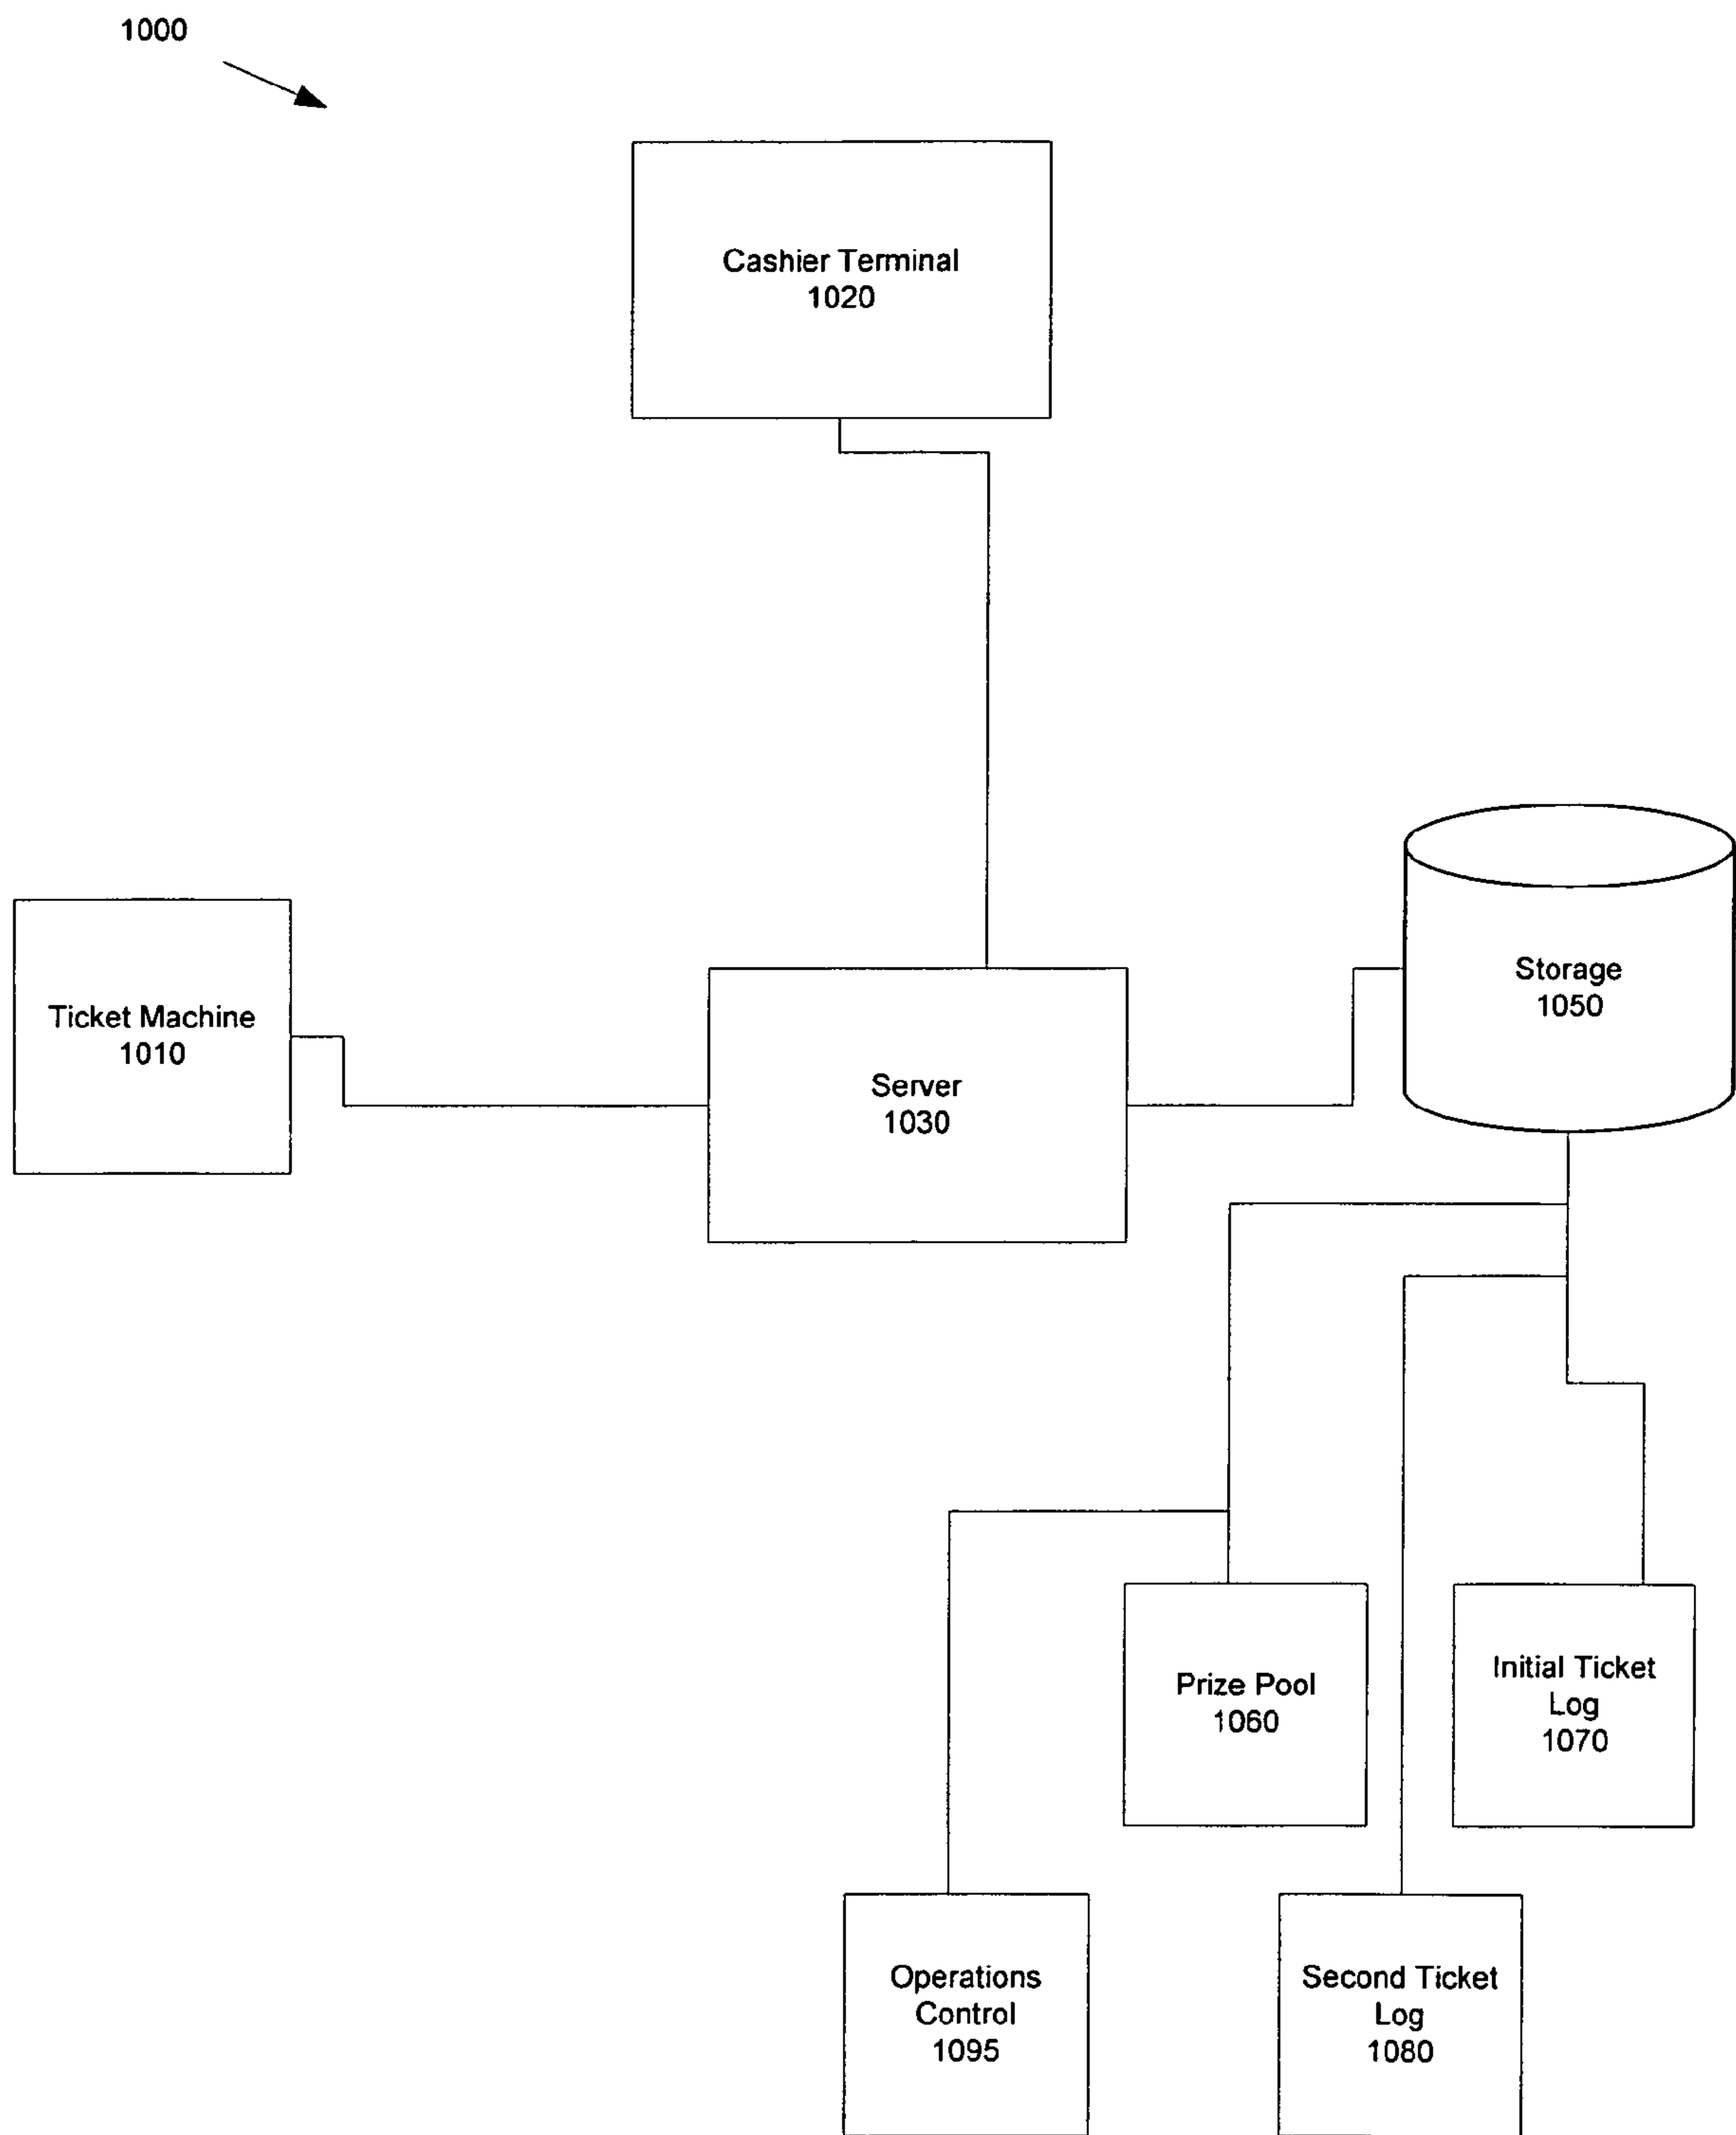 1000
Cashier Terminal
1020
Storage
1050
Ticket Machine
1010
Server
1030
Prize Pool
1060
Initial Ticket
Log
1070
Operations
Control
1095
Second Ticket
Log
1080